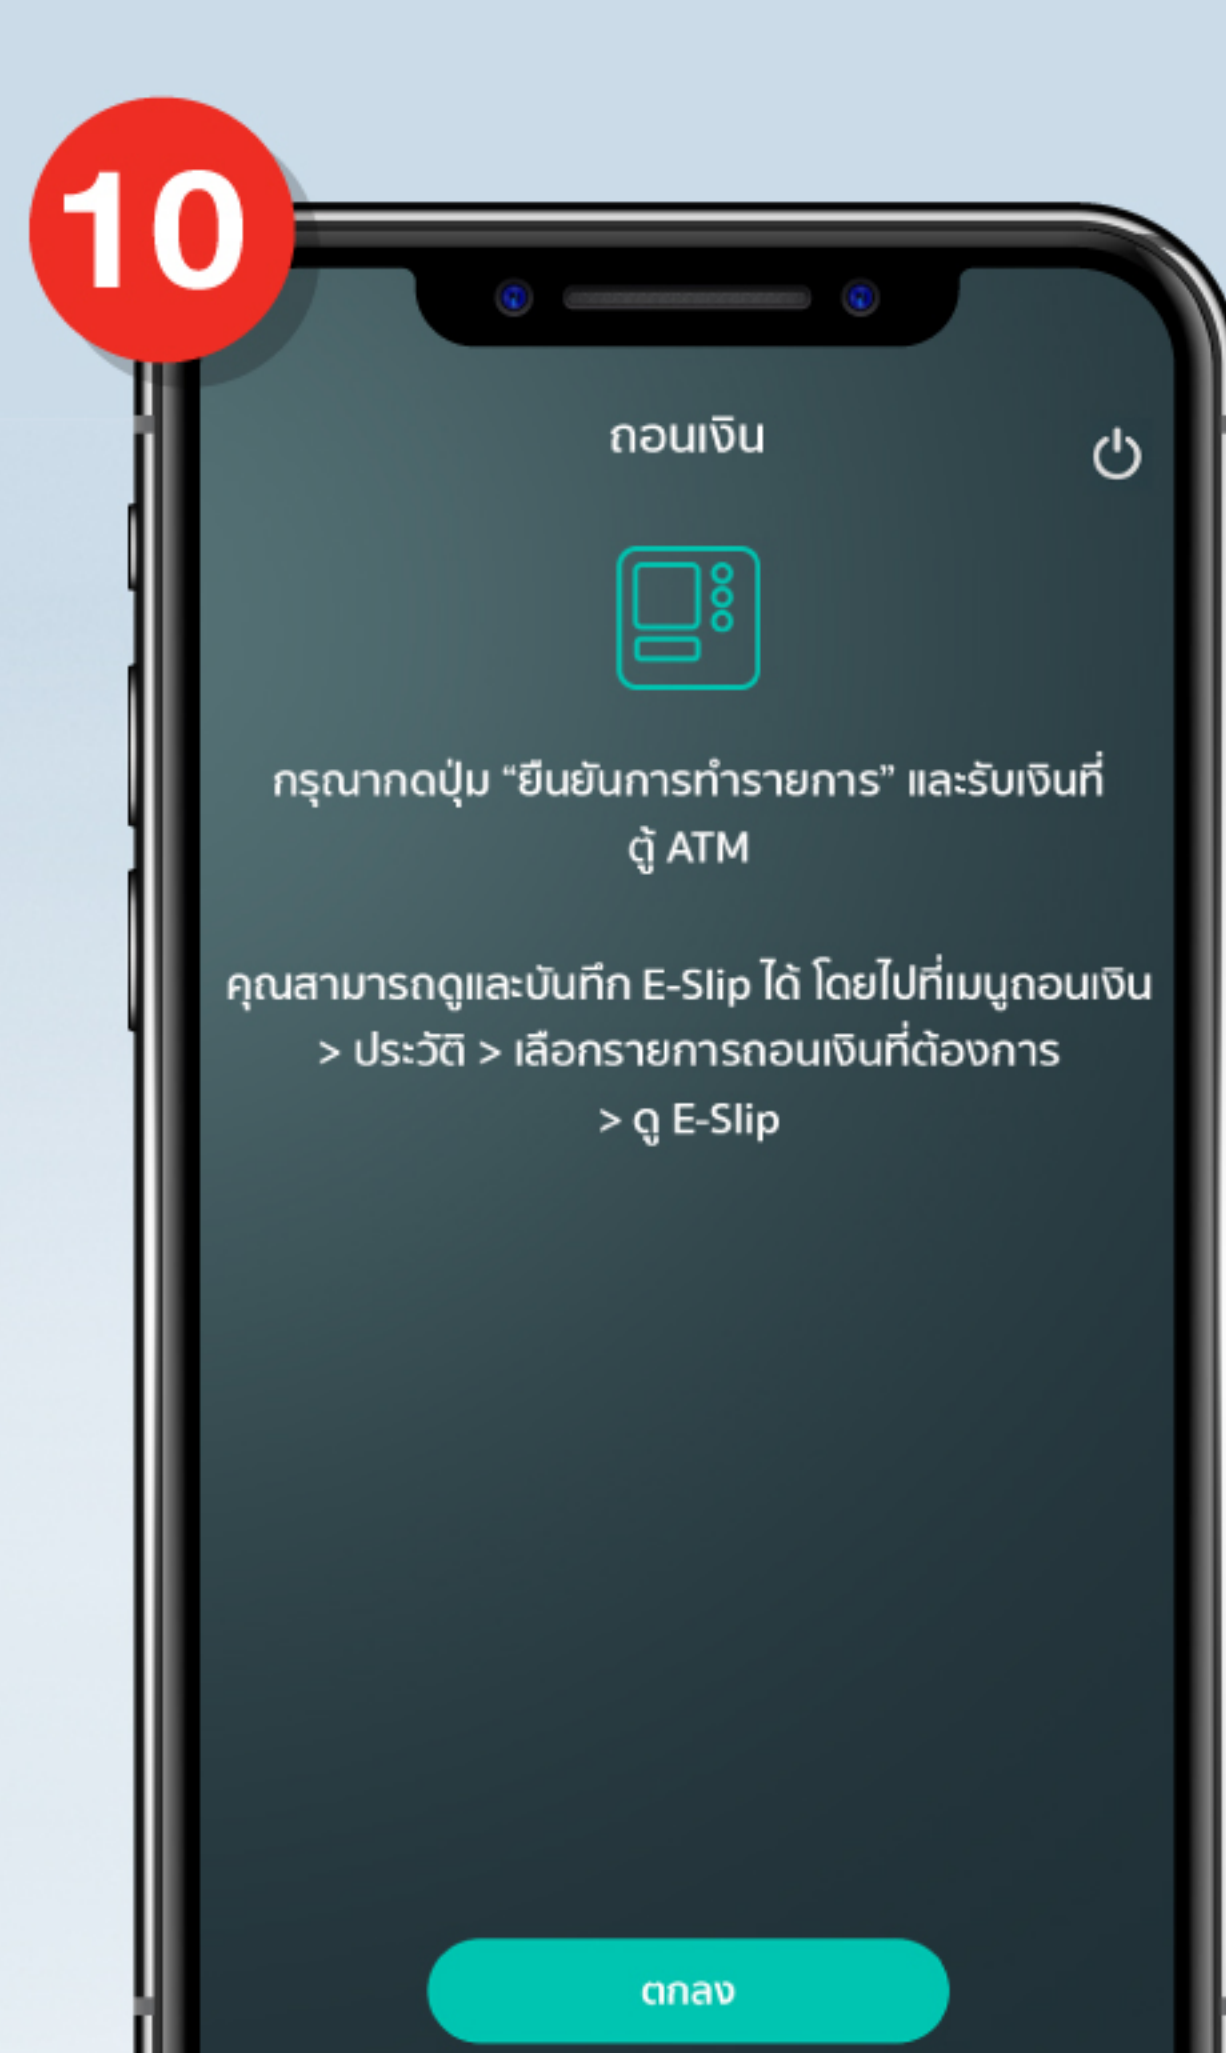 10
ถอนเงิน
กรุณากดปุ่ม “ยืนยันการทำรายการ” และรับเงินที่
ตู้ ATM
คุณสามารถดูและบันทึก E-Slip ได้ โดยไปที่เมนูถอนเงิน
> ประวัติ > เลือกรายการถอนเงินที่ต้องการ
> ดู E-Slip
ตกลง